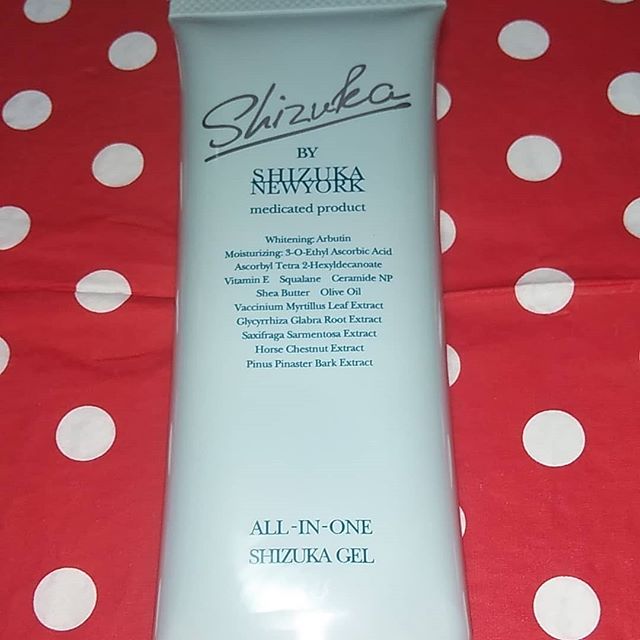 Shizuka
BY
SHIZUKA
NEWYORK
medicated product
Whitening: Arbutin
Moisturizing: 3-O-Ethyl Ascorbic Acid
Ascorbyl Tetra 2-Hexyldecanoate
Vitamin E Squalane Ceramide NP
Shea Butter Olive Oil
Vaccinium Myrtillus Leaf Extract
Glycyrrhiza Glabra Root Extract
Saxifraga Sarmentosa Extract
Horse Chestnut Extract
Pinus Pinaster Bark Extract
ALL-IN-ONE
SHIZUKA GEL